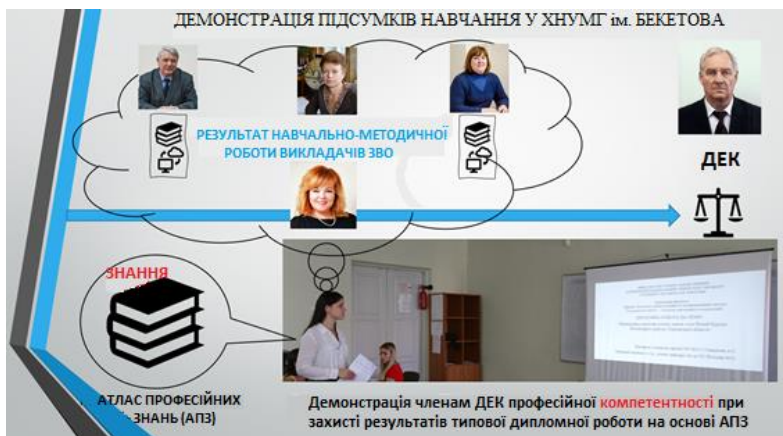 ДЕМОНСТРАЦІЯ ПІДСУМКІВ НАВЧАННЯ У ХНУМГ ім. БЕКЕТОВА
РЕЗУЛЬТАТ НАВЧАЛЬНО-МЕТОДИЧНОЇ
РОБОТИ ВИКЛАДАЧІВ ЗВО
ДЕК
ЗНАННЯ
АТЛАС ПРОФЕСІЙНИХ
ЗНАНЬ (АПЗ)
Демонстрація членам ДЕК професійної компетентності при
захисті результатів типової дипломної роботи на основі АПЗ